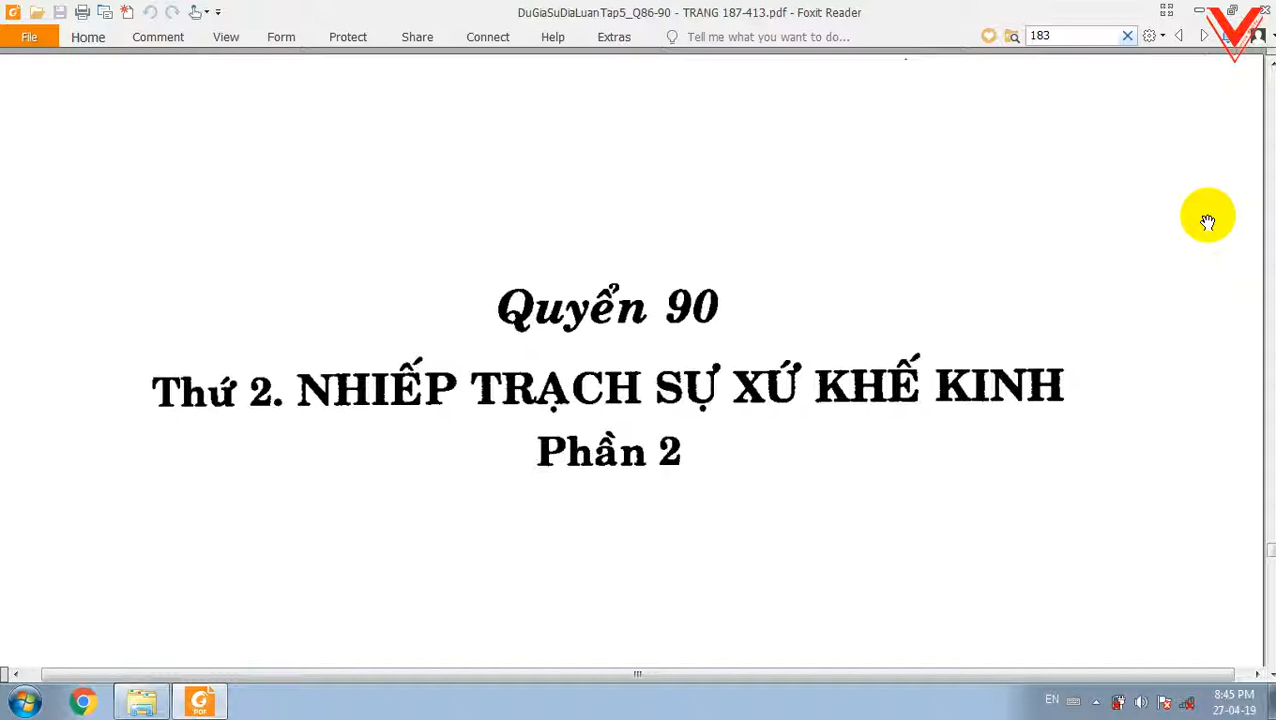 DuGiaSuDiaLuanTap5_Q86-90 - TRANG 187-413.pdf - Foxit Reader
File Home Comment View Form Protect Share Connect Help Extras Tell me what you want to do... 183
Quyển 90
Thứ 2. NHIẾP TRẠCH SỰ XỨ KHẾ KINH
Phần 2
PDF
EN
8:45 PM
27-04-19